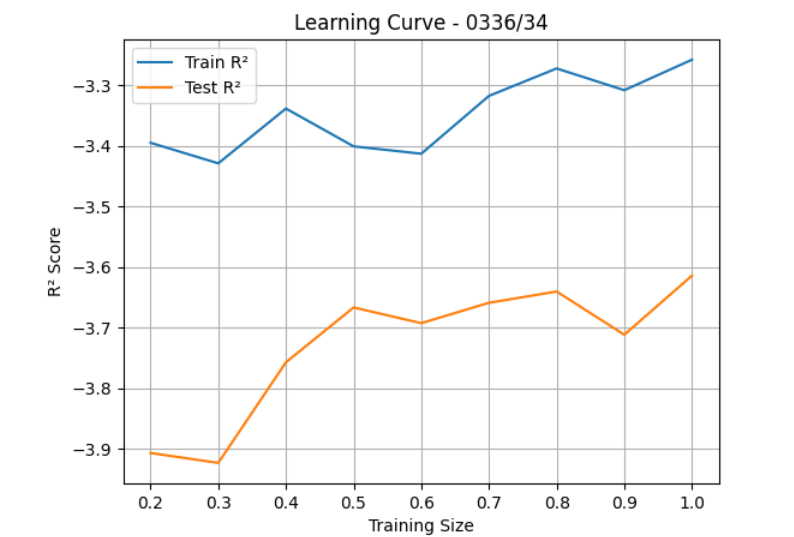 Learning Curve - 0336/34
Train R²
Test R²
R² Score
−3.3
−3.4
−3.5
−3.6
−3.7
−3.8
−3.9
0.2 0.3 0.4 0.5 0.6 0.7 0.8 0.9 1.0
Training Size